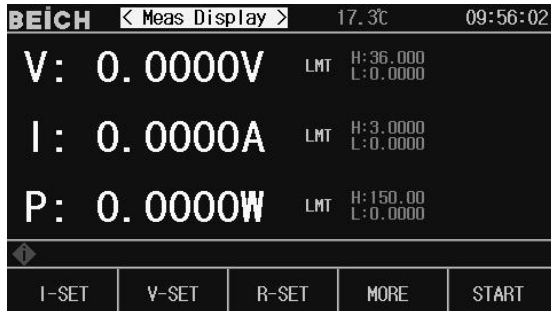 BEICH < Meas Display > 17.3℃ 09:56:02
V: 0.0000V LMT H:36.000
L:0.0000
I: 0.0000A LMT H:3.0000
L:0.0000
P: 0.0000W LMT H:150.00
L:0.0000
I-SET V-SET R-SET MORE START